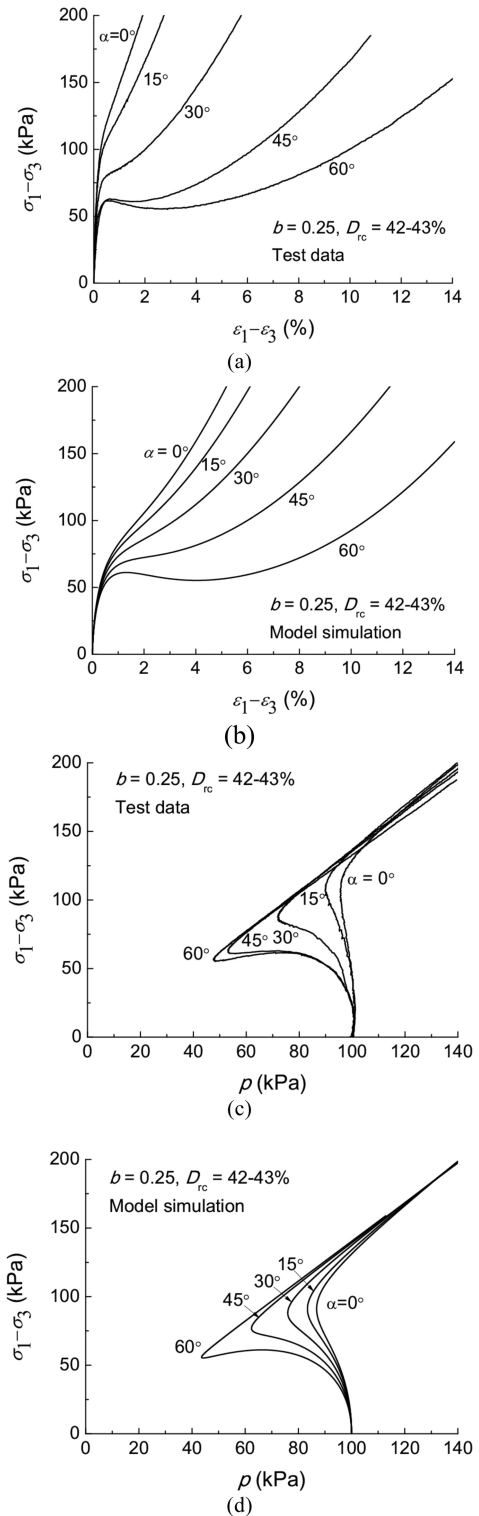 200
α=0°
15°
30°
150
45°
100
60°
50
b = 0.25, Drc = 42-43%
Test data
0
0 2 4 6 8 10 12 14
σ1–σ3 (kPa)
ε1–ε3 (%)
(a)
200
α = 0°
15°
150
30°
45°
100
60°
50
b = 0.25, Drc = 42-43%
Model simulation
0
0 2 4 6 8 10 12 14
σ1–σ3 (kPa)
ε1–ε3 (%)
(b)
200
b = 0.25, Drc = 42-43%
Test data
150
α = 0°
15°
100
60° 45° 30°
50
0
0 20 40 60 80 100 120 140
σ1–σ3 (kPa)
p (kPa)
(c)
200
b = 0.25, Drc = 42-43%
Model simulation
150
15°
30°
α=0°
45°
100
60°
50
0
0 20 40 60 80 100 120 140
σ1–σ3 (kPa)
p (kPa)
(d)